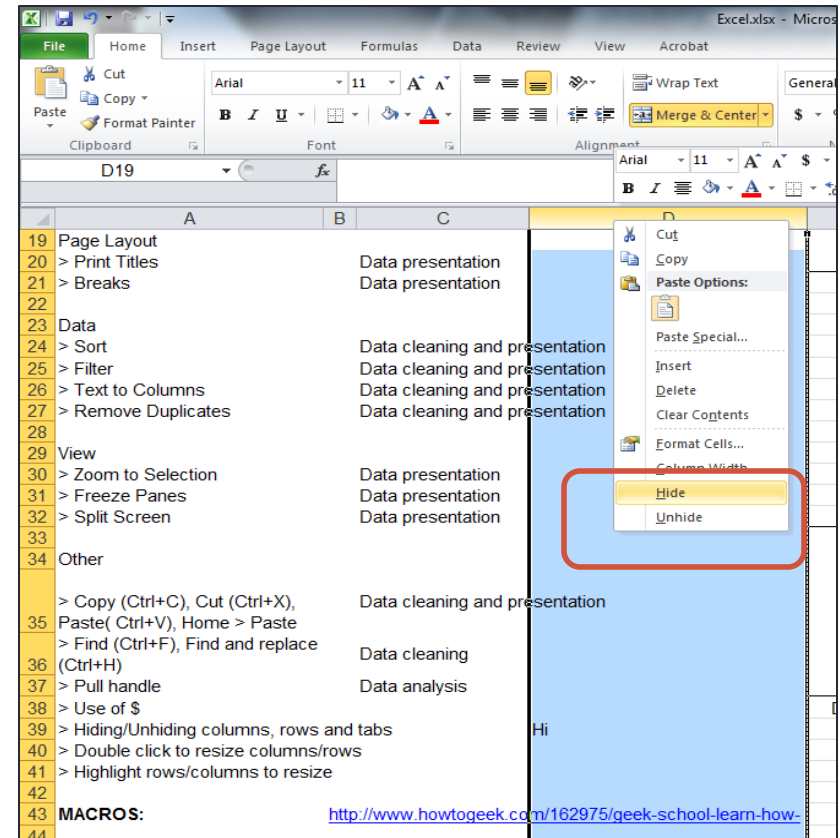 Excel.xlsx - Micros
File Home Insert Page Layout Formulas Data Review View Acrobat
Cut
Copy
Format Painter
Paste
Clipboard
Arial 11 A A
B I U A
Font
Wrap Text
Merge & Center
Alignment
General
$
Arial 11 A A $
B I A
D19 fx
A B C D
19 Page Layout
20 > Print Titles Data presentation
21 > Breaks Data presentation
22
23 Data
24 > Sort Data cleaning and presentation
25 > Filter Data cleaning and presentation
26 > Text to Columns Data cleaning and presentation
27 > Remove Duplicates Data cleaning and presentation
28
29 View
30 > Zoom to Selection Data presentation
31 > Freeze Panes Data presentation
32 > Split Screen Data presentation
33
34 Other
> Copy (Ctrl+C), Cut (Ctrl+X), Data cleaning and presentation
35 Paste( Ctrl+V), Home > Paste
> Find (Ctrl+F), Find and replace
36 (Ctrl+H) Data cleaning
37 > Pull handle Data analysis
38 > Use of $
39 > Hiding/Unhiding columns, rows and tabs Hi
40 > Double click to resize columns/rows
41 > Highlight rows/columns to resize
42
43 MACROS: http://www.howtogeek.com/162975/geek-school-learn-how-
44
Cut
Copy
Paste Options:
Paste Special...
Insert
Delete
Clear Contents
Format Cells...
Column Width
Hide
Unhide